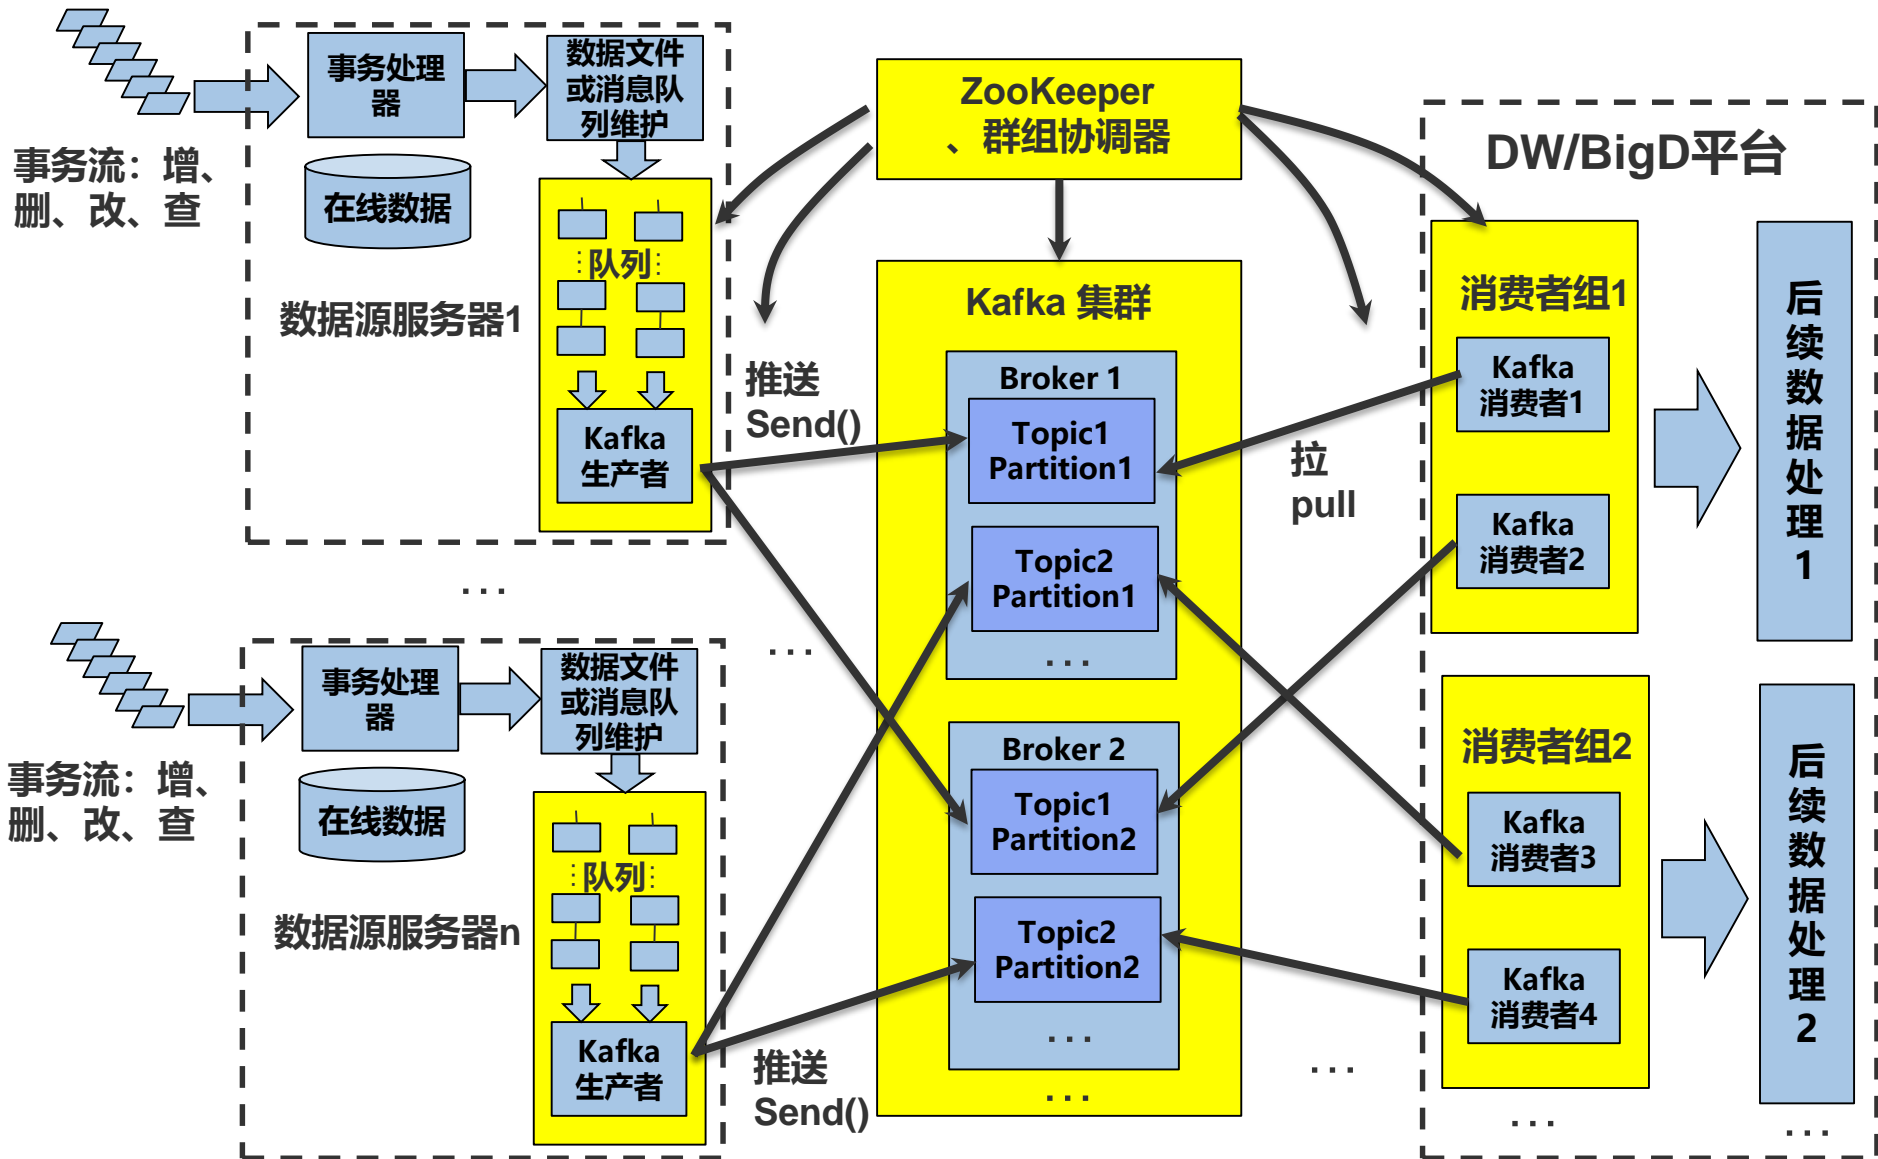 事务流：增、
删、改、查
事务处理
器
数据文件
或消息队
列维护
在线数据
数据源服务器1
队列
Kafka
生产者
...
事务流：增、
删、改、查
事务处理
器
数据文件
或消息队
列维护
在线数据
数据源服务器n
队列
Kafka
生产者
推送
Send()
...
推送
Send()
ZooKeeper
、群组协调器
Kafka 集群
Broker 1
Topic1
Partition1
Topic2
Partition1
...
Broker 2
Topic1
Partition2
Topic2
Partition2
...
...
拉
pull
...
DW/BigD平台
消费者组1
Kafka
消费者1
Kafka
消费者2
后
续
数
据
处
理
1
消费者组2
Kafka
消费者3
Kafka
消费者4
...
后
续
数
据
处
理
2
...